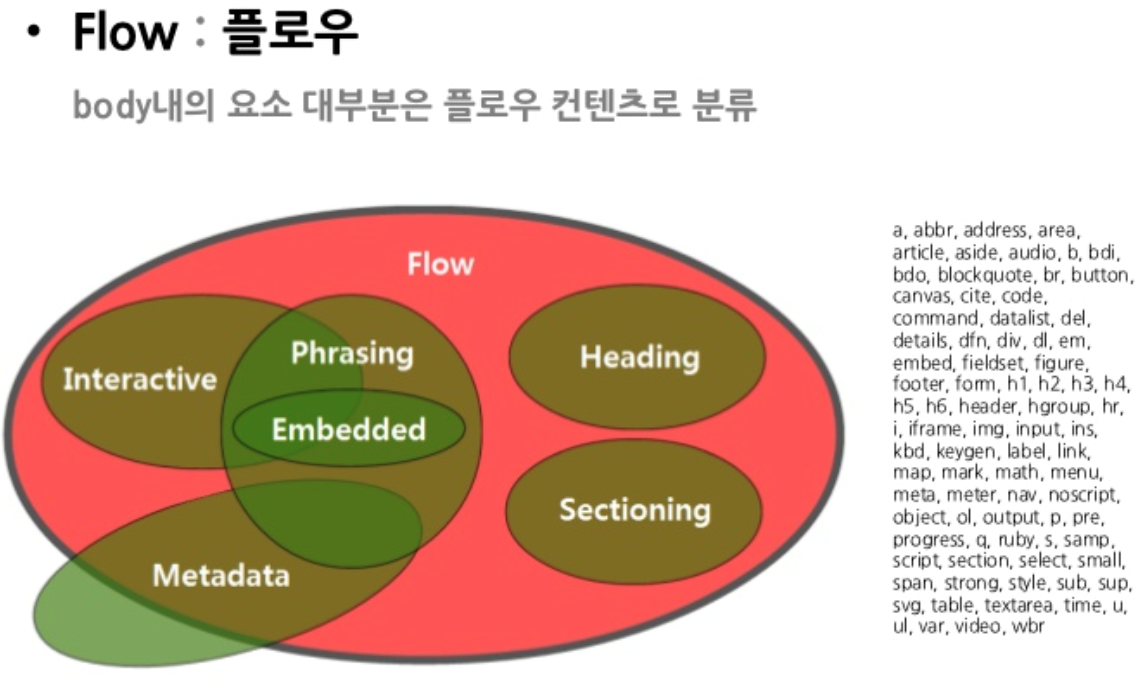 • Flow : 플로우
body내의 요소 대부분은 플로우 컨텐츠로 분류
Flow
Phrasing
Interactive
Embedded
Heading
Sectioning
Metadata
a, abbr, address, area,
article, aside, audio, b, bdi,
bdo, blockquote, br, button,
canvas, cite, code,
command, datalist, del,
details, dfn, div, dl, em,
embed, fieldset, figure,
footer, form, h1, h2, h3, h4,
h5, h6, header, hgroup, hr,
i, iframe, img, input, ins,
kbd, keygen, label, link,
map, mark, math, menu,
meta, meter, nav, noscript,
object, ol, output, p, pre,
progress, q, ruby, s, samp,
script, section, select, small,
span, strong, style, sub, sup,
svg, table, textarea, time, u,
ul, var, video, wbr